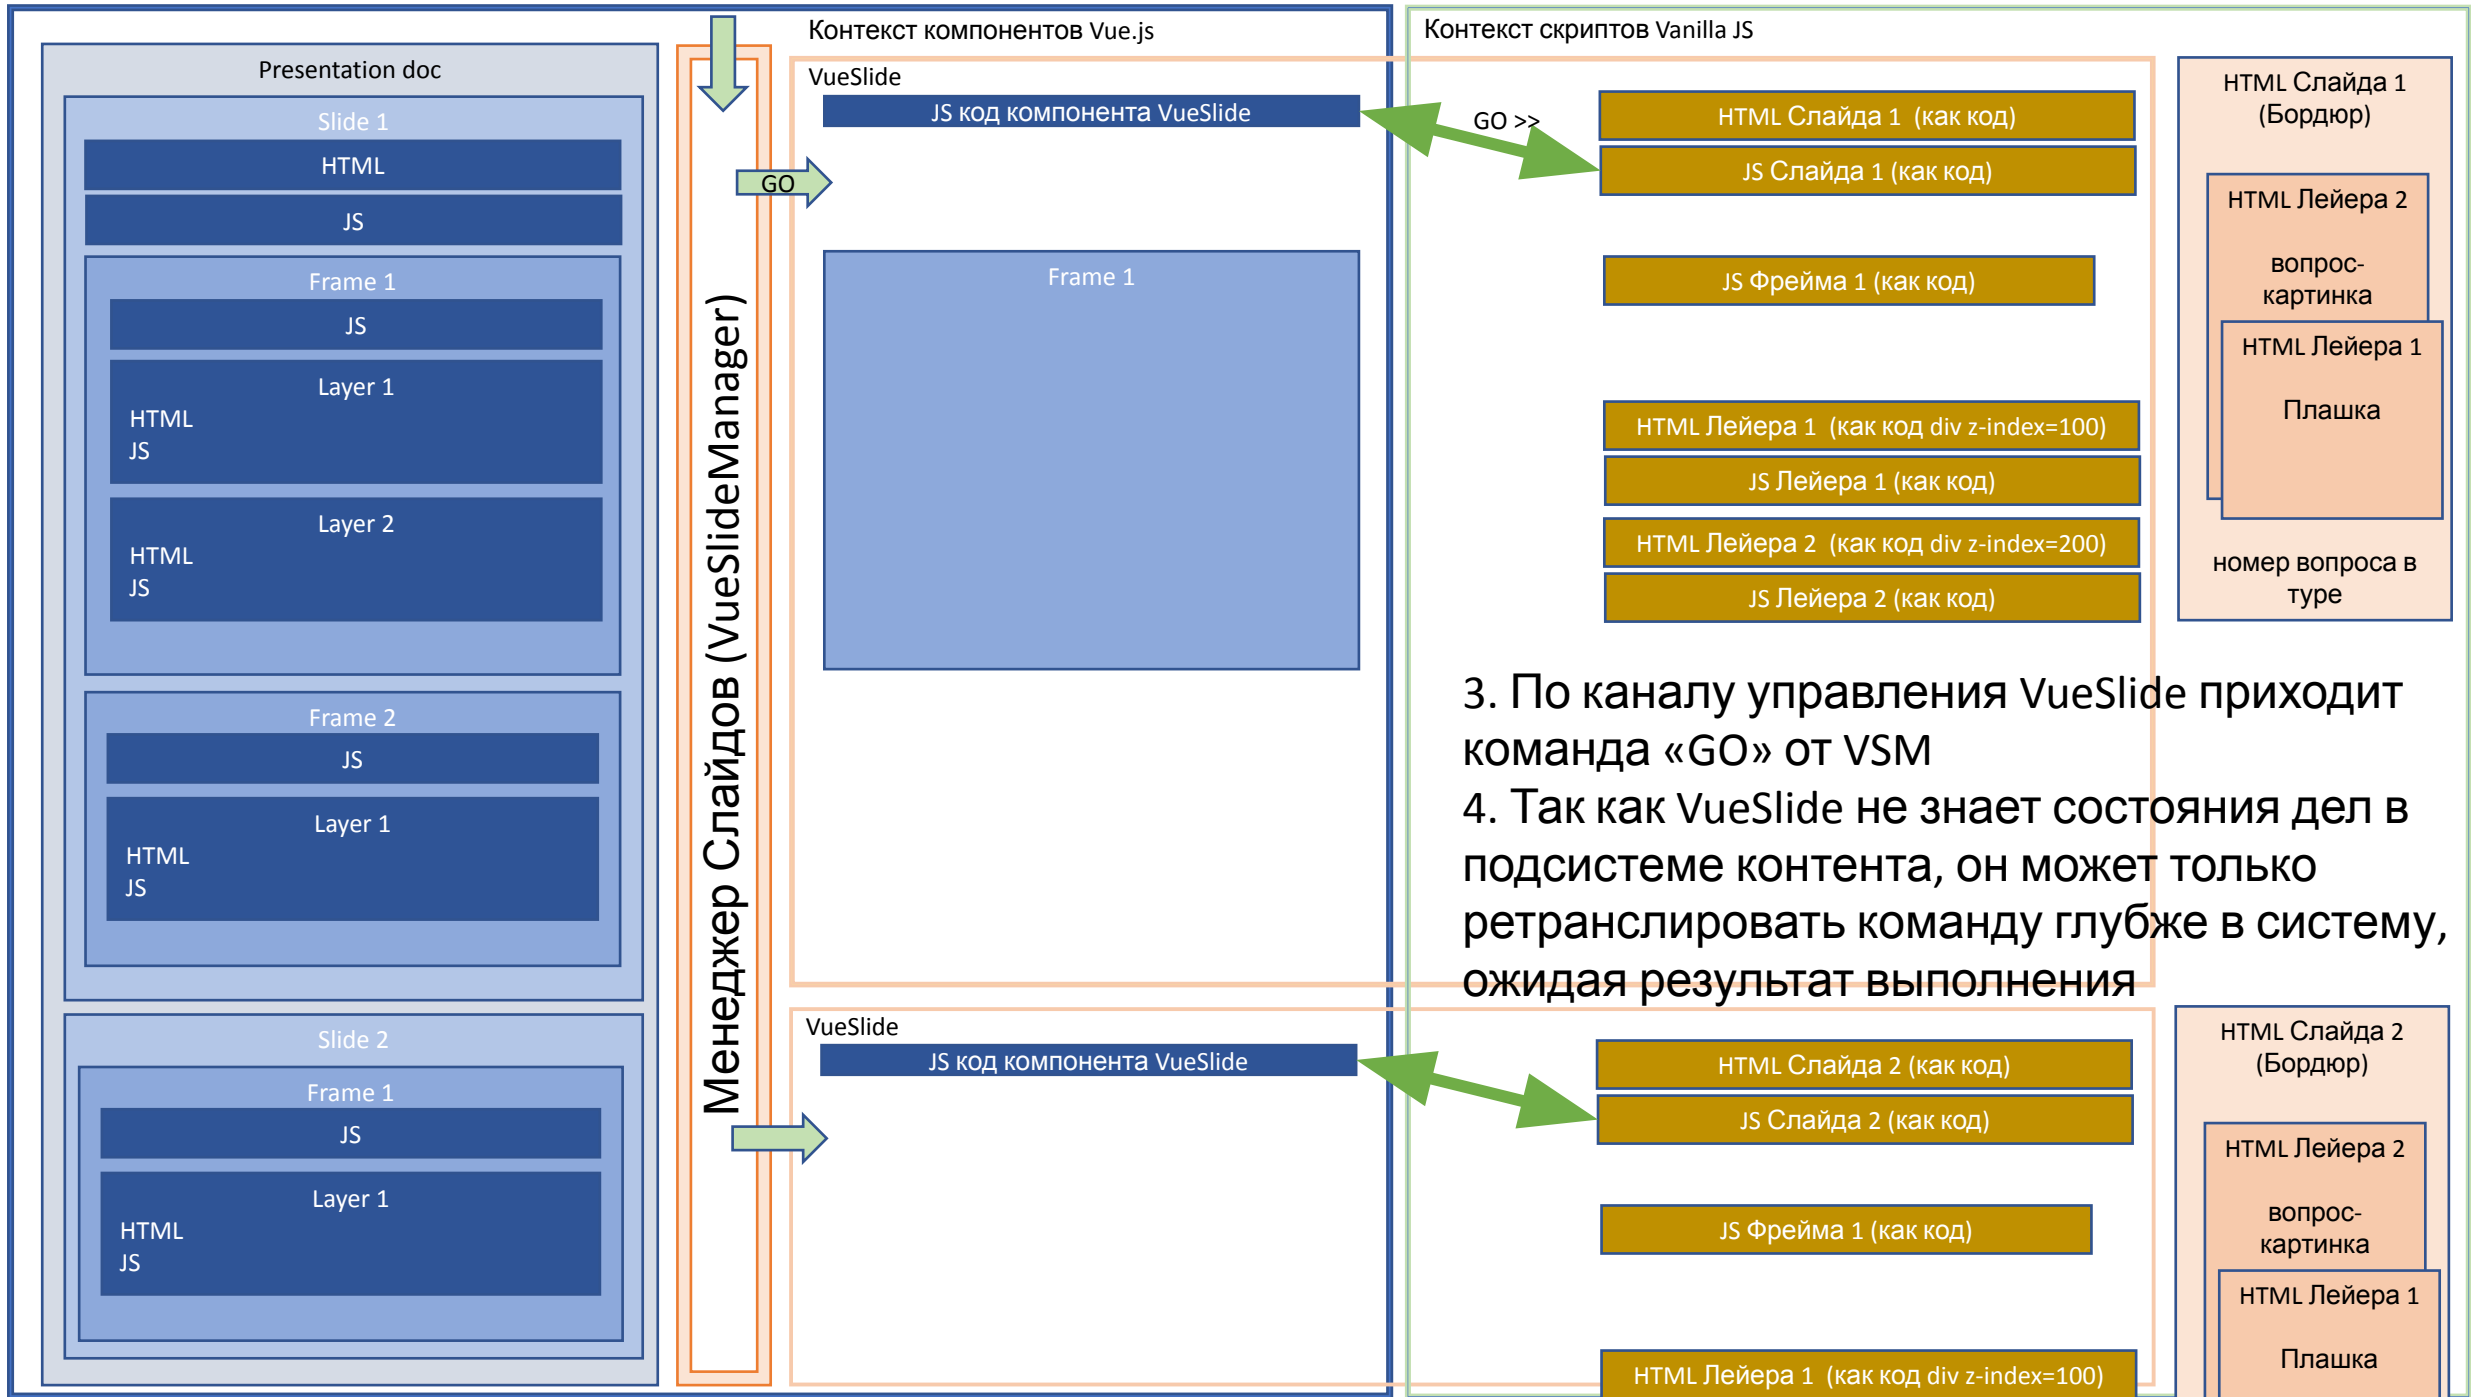 Контекст компонентов Vue.js
Контекст скриптов Vanilla JS
Presentation doc
Slide 1
HTML
JS
Frame 1
JS
Layer 1
HTML
JS
Layer 2
HTML
JS
Frame 2
JS
Layer 1
HTML
JS
Slide 2
Frame 1
JS
Layer 1
HTML
JS
Менеджер Слайдов (VueSlideManager)
GO
VueSlide
JS код компонента VueSlide
Frame 1
GO >>
HTML Слайда 1  (как код)
JS Слайда 1 (как код)
JS Фрейма 1 (как код)
HTML Лейера 1  (как код div z-index=100)
JS Лейера 1 (как код)
HTML Лейера 2  (как код div z-index=200)
JS Лейера 2 (как код)
HTML Слайда 1
(Бордюр)
HTML Лейера 2
вопрос-
картинка
HTML Лейера 1
Плашка
номер вопроса в
туре
3. По каналу управления VueSlide приходит
команда «GO» от VSM
4. Так как VueSlide не знает состояния дел в
подсистеме контента, он может только
ретранслировать команду глубже в систему,
ожидая результат выполнения
VueSlide
JS код компонента VueSlide
HTML Слайда 2 (как код)
JS Слайда 2 (как код)
JS Фрейма 1 (как код)
HTML Лейера 1  (как код div z-index=100)
HTML Слайда 2
(Бордюр)
HTML Лейера 2
вопрос-
картинка
HTML Лейера 1
Плашка